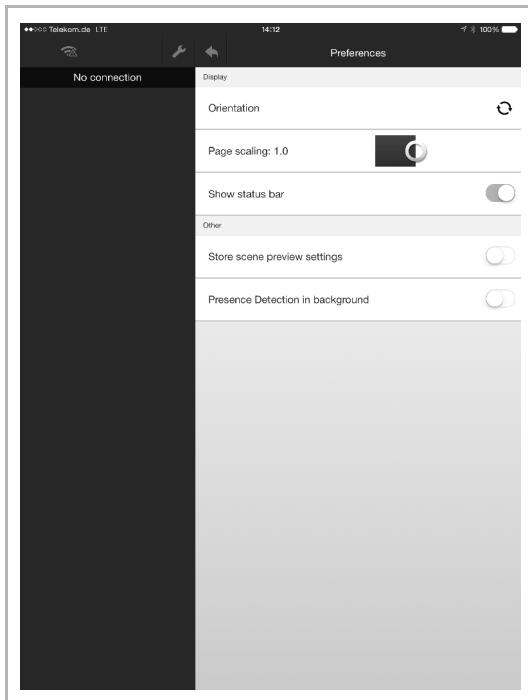 Telekom.de LTE 14:12 100%
Preferences
No connection
Display
Orientation
Page scaling: 1.0
Show status bar
Other
Store scene preview settings
Presence Detection in background